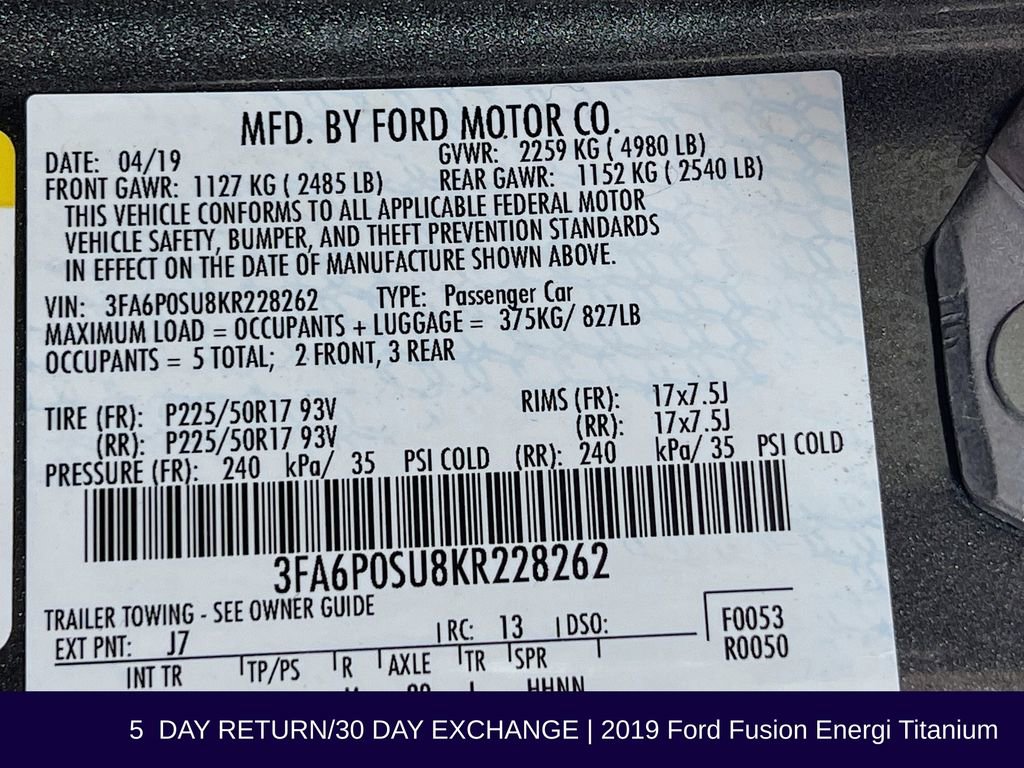 MFD. BY FORD MOTOR CO.
DATE: 04/19 GVWR: 2259 KG ( 4980 LB)
FRONT GAWR: 1127 KG ( 2485 LB) REAR GAWR: 1152 KG ( 2540 LB)
THIS VEHICLE CONFORMS TO ALL APPLICABLE FEDERAL MOTOR
VEHICLE SAFETY, BUMPER, AND THEFT PREVENTION STANDARDS
IN EFFECT ON THE DATE OF MANUFACTURE SHOWN ABOVE.
VIN: 3FA6P0SU8KR228262 TYPE: Passenger Car
MAXIMUM LOAD = OCCUPANTS + LUGGAGE = 375KG/ 827LB
OCCUPANTS = 5 TOTAL; 2 FRONT, 3 REAR
TIRE (FR): P225/50R17 93V RIMS (FR): 17x7.5J
(RR): P225/50R17 93V (RR): 17x7.5J
PRESSURE (FR): 240 kPa/ 35 PSI COLD (RR): 240 kPa/ 35 PSI COLD
3FA6P0SU8KR228262
TRAILER TOWING - SEE OWNER GUIDE
EXT PNT: J7 RC: 13 DSO: F0053
R0050
INT TR TP/PS R AXLE TR SPR
5 DAY RETURN/30 DAY EXCHANGE | 2019 Ford Fusion Energi Titanium